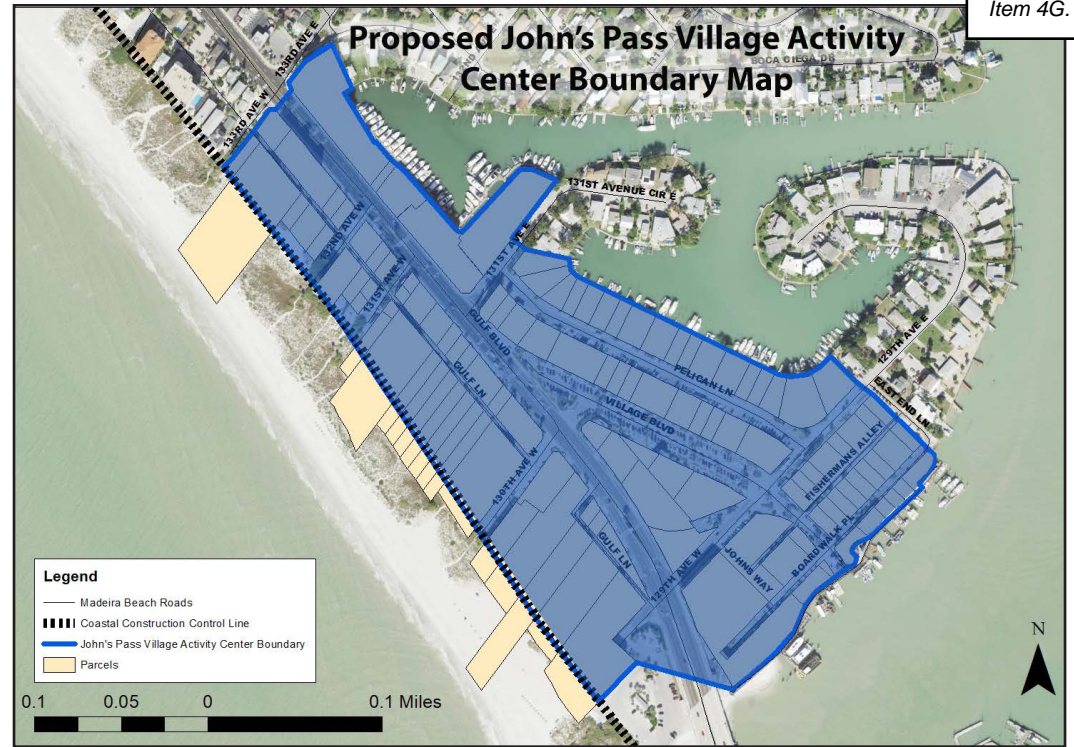 Item 4G.
Proposed John's Pass Village Activity
Center Boundary Map
BOCA CIEGA DR
133RD AVE E
133RD AVE W
131ST AVENUE CIR E
132ND AVE W
131ST AVE E
131ST AVE W
GULF BLVD
GULF LN
PELICAN LN
VILLAGE BLVD
129TH AVE E
EAST END LN
FISHERMANS ALLEY
130TH AVE W
GULF LN
129TH AVE W
JOHNS WAY
BOARDWALK PL
Legend
Madeira Beach Roads
Coastal Construction Control Line
John's Pass Village Activity Center Boundary
Parcels
0.1 0.05 0 0.1 Miles
N